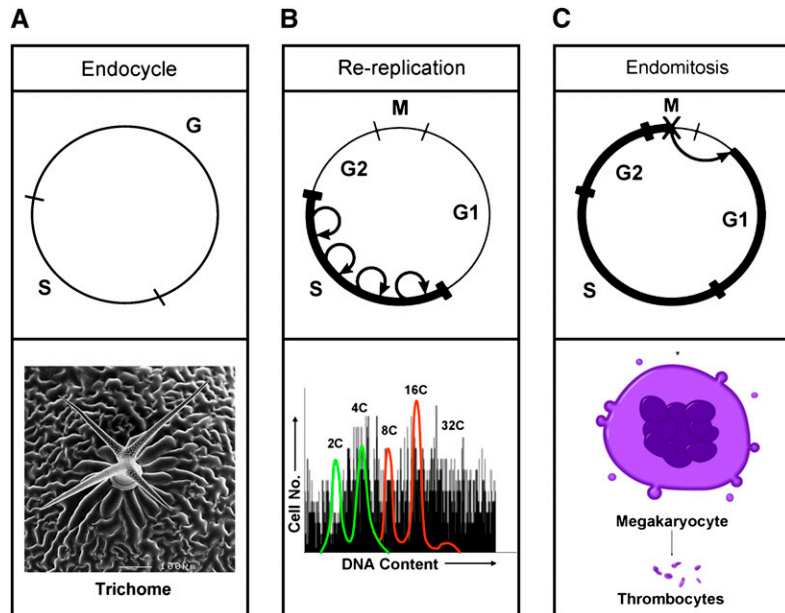 A
Endocycle
G
S
100µm
Trichome
B
Re-replication
M
G2
G1
S
2C
4C
8C
16C
32C
Cell No.
DNA Content
C
Endomitosis
M
G2
G1
S
Megakaryocyte
Thrombocytes